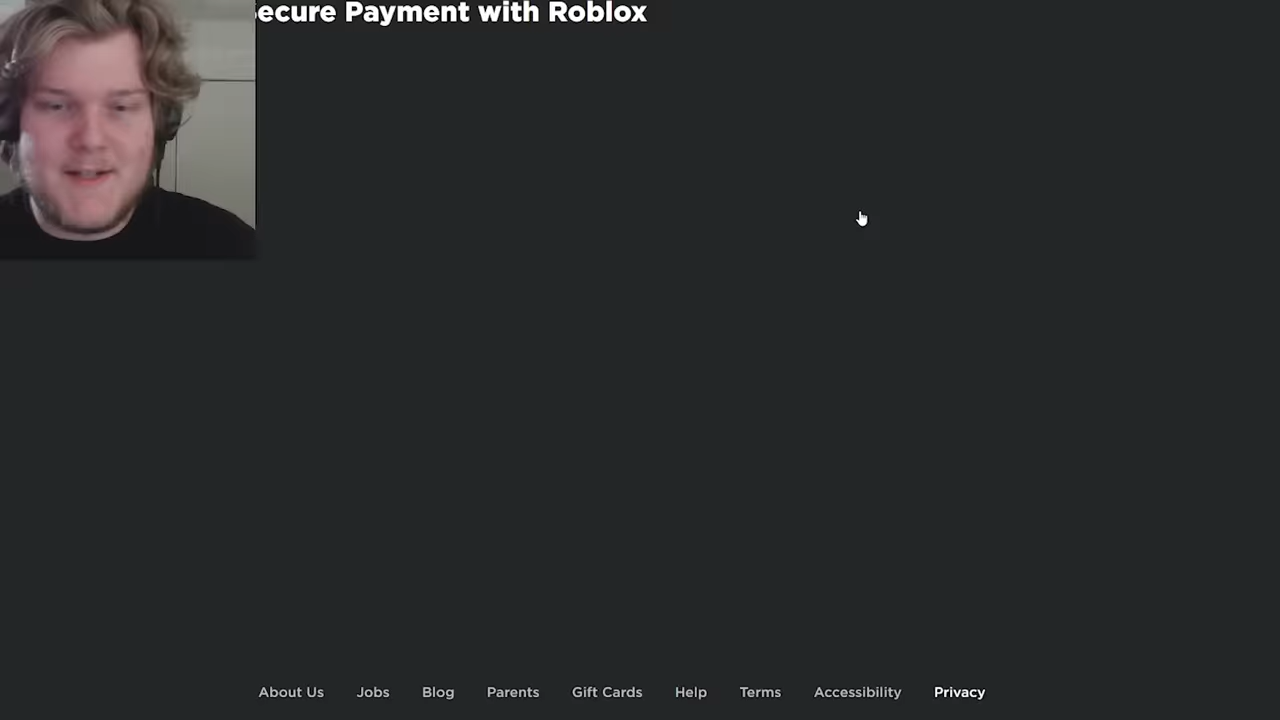 ecure Payment with Roblox
About Us Jobs Blog Parents Gift Cards Help Terms Accessibility Privacy